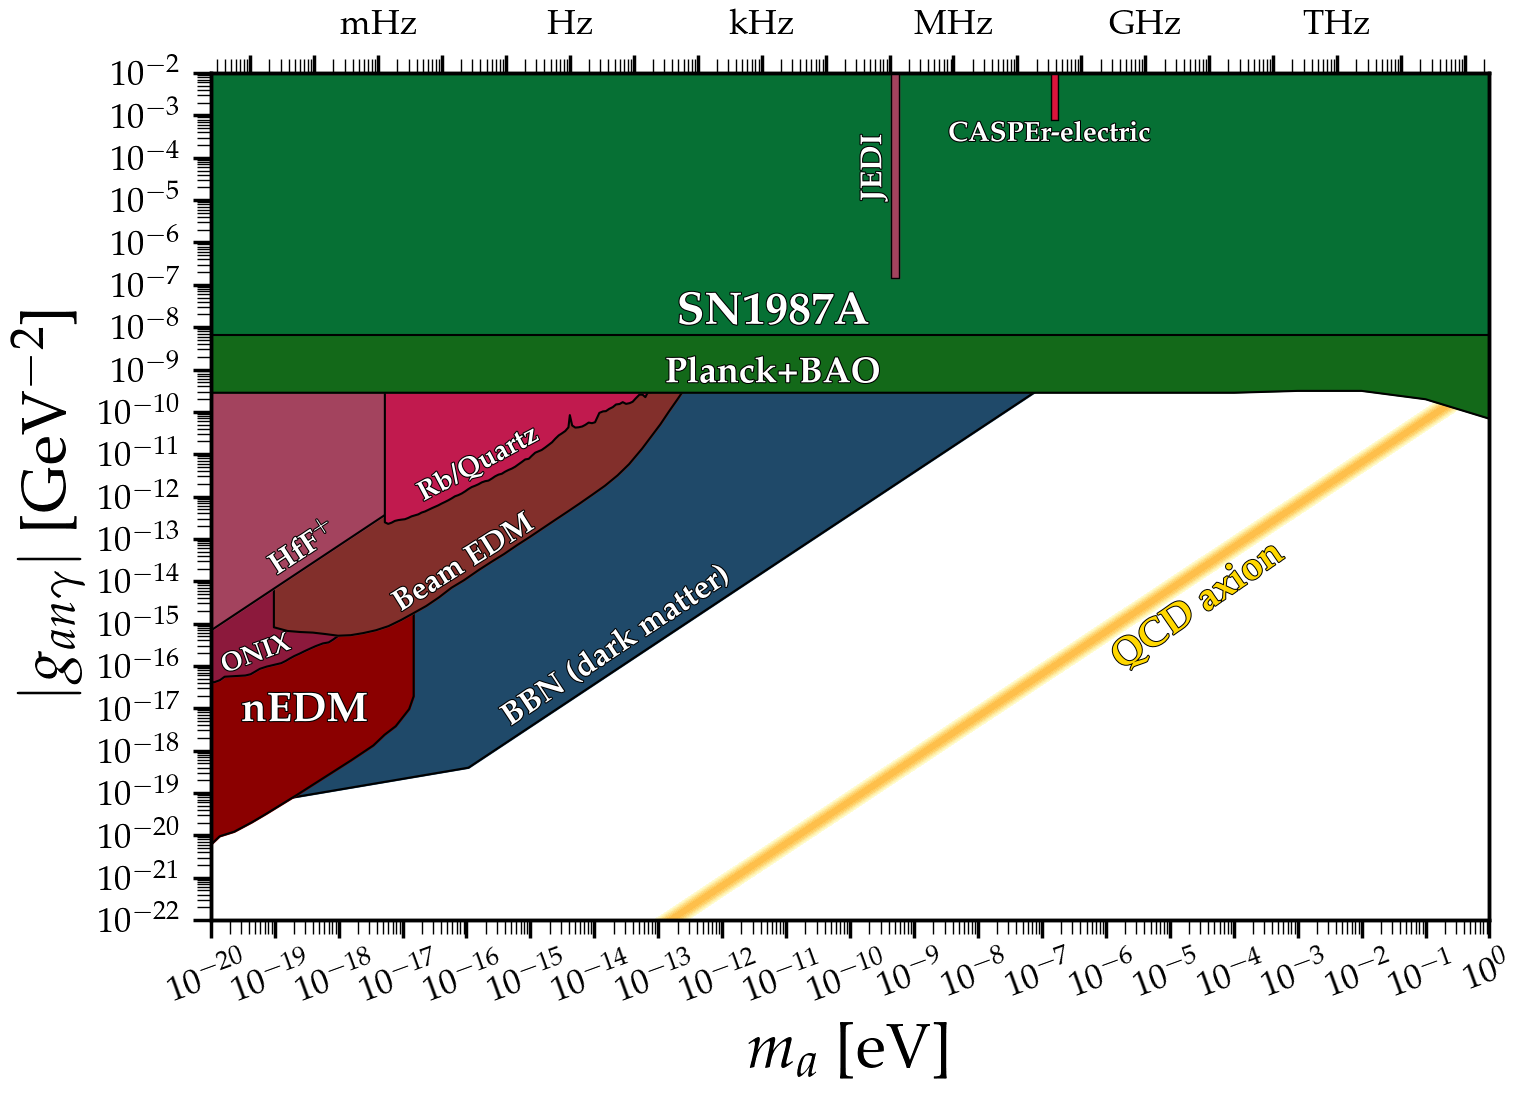 mHz Hz kHz MHz GHz THz
10⁻²
10⁻³
10⁻⁴
10⁻⁵
10⁻⁶
10⁻⁷
10⁻⁸
10⁻⁹
10⁻¹⁰
10⁻¹¹
10⁻¹²
10⁻¹³
10⁻¹⁴
10⁻¹⁵
10⁻¹⁶
10⁻¹⁷
10⁻¹⁸
10⁻¹⁹
10⁻²⁰
10⁻²¹
10⁻²²
|g_{anγ}| [GeV⁻²]
CASPEr-electric
JEDI
SN1987A
Planck+BAO
Rb/Quartz
HfF⁺
Beam EDM
BBN (dark matter)
ONIX
nEDM
QCD axion
10⁻²⁰ 10⁻¹⁹ 10⁻¹⁸ 10⁻¹⁷ 10⁻¹⁶ 10⁻¹⁵ 10⁻¹⁴ 10⁻¹³ 10⁻¹² 10⁻¹¹ 10⁻¹⁰ 10⁻⁹ 10⁻⁸ 10⁻⁷ 10⁻⁶ 10⁻⁵ 10⁻⁴ 10⁻³ 10⁻² 10⁻¹ 10⁰
mₐ [eV]